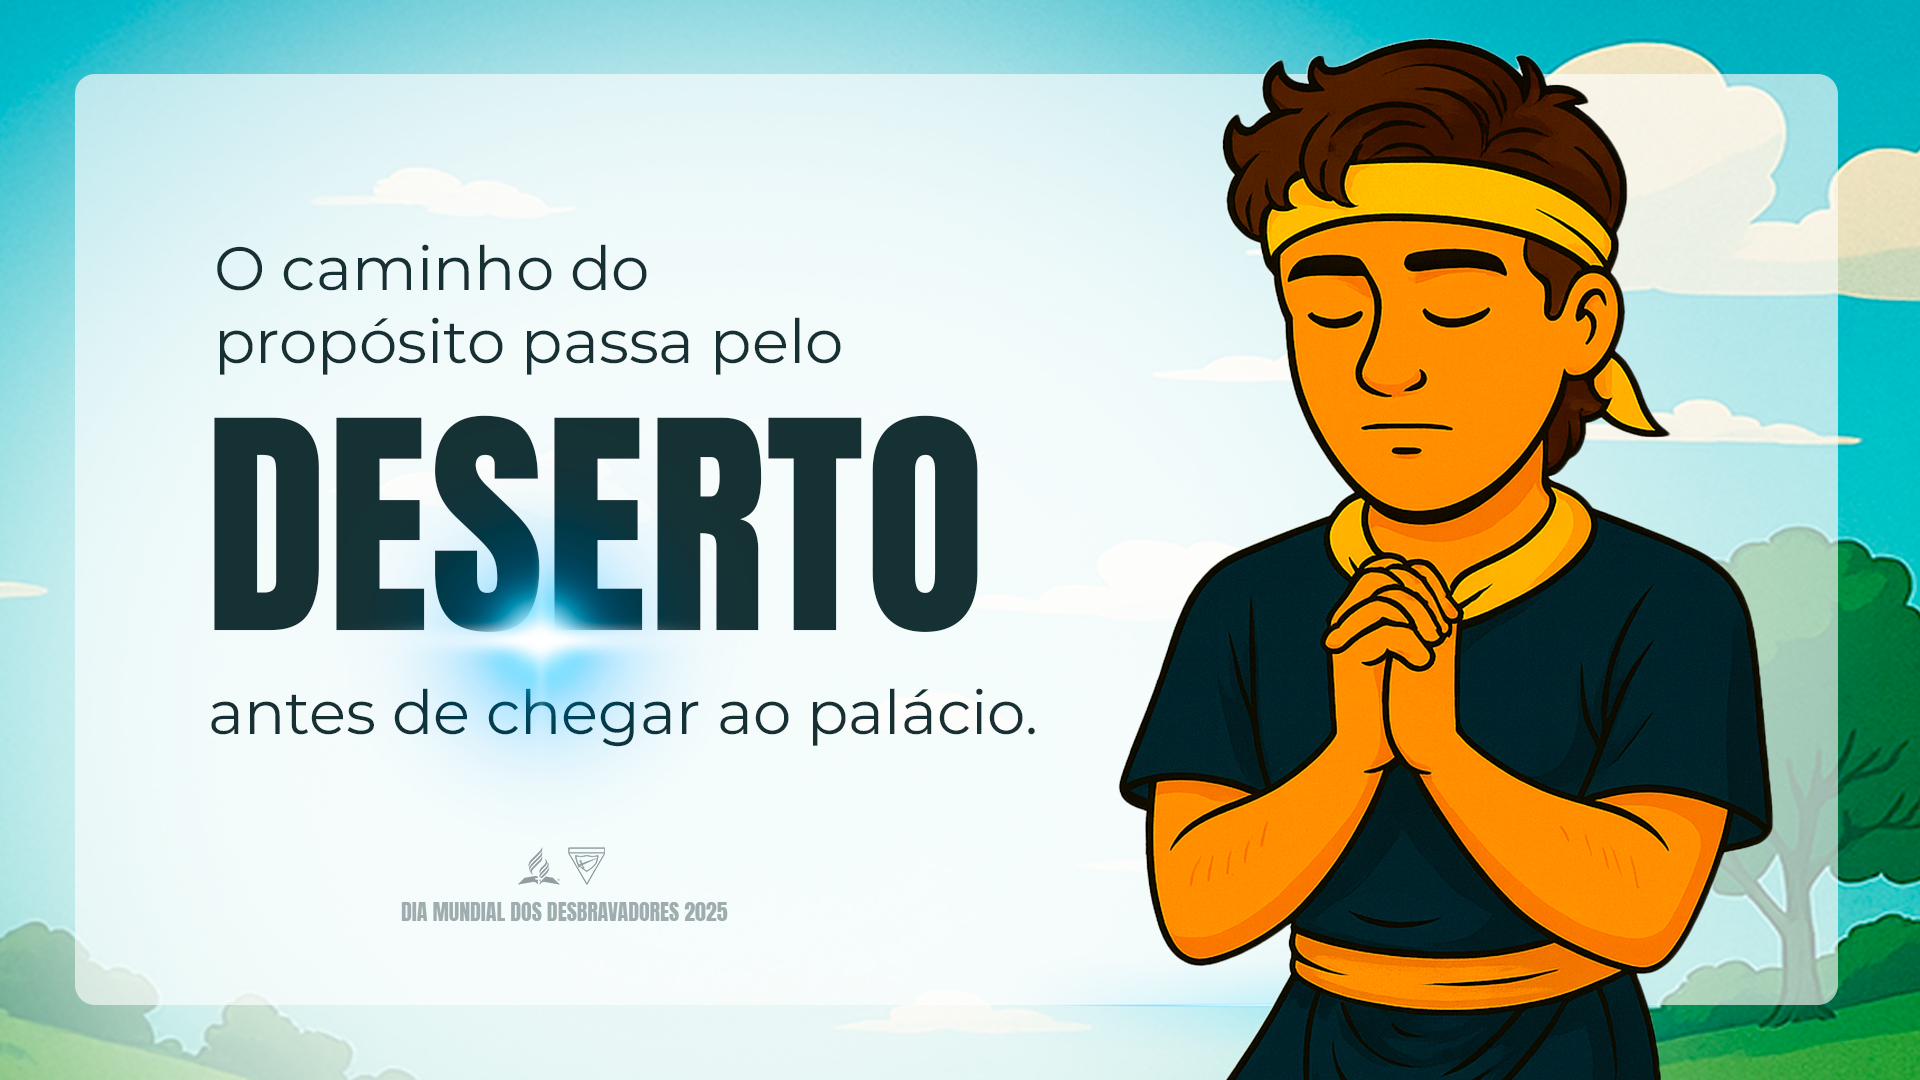 O caminho do
propósito passa pelo
DESERTO
antes de chegar ao palácio.
DIA MUNDIAL DOS DESBRAVADORES 2025